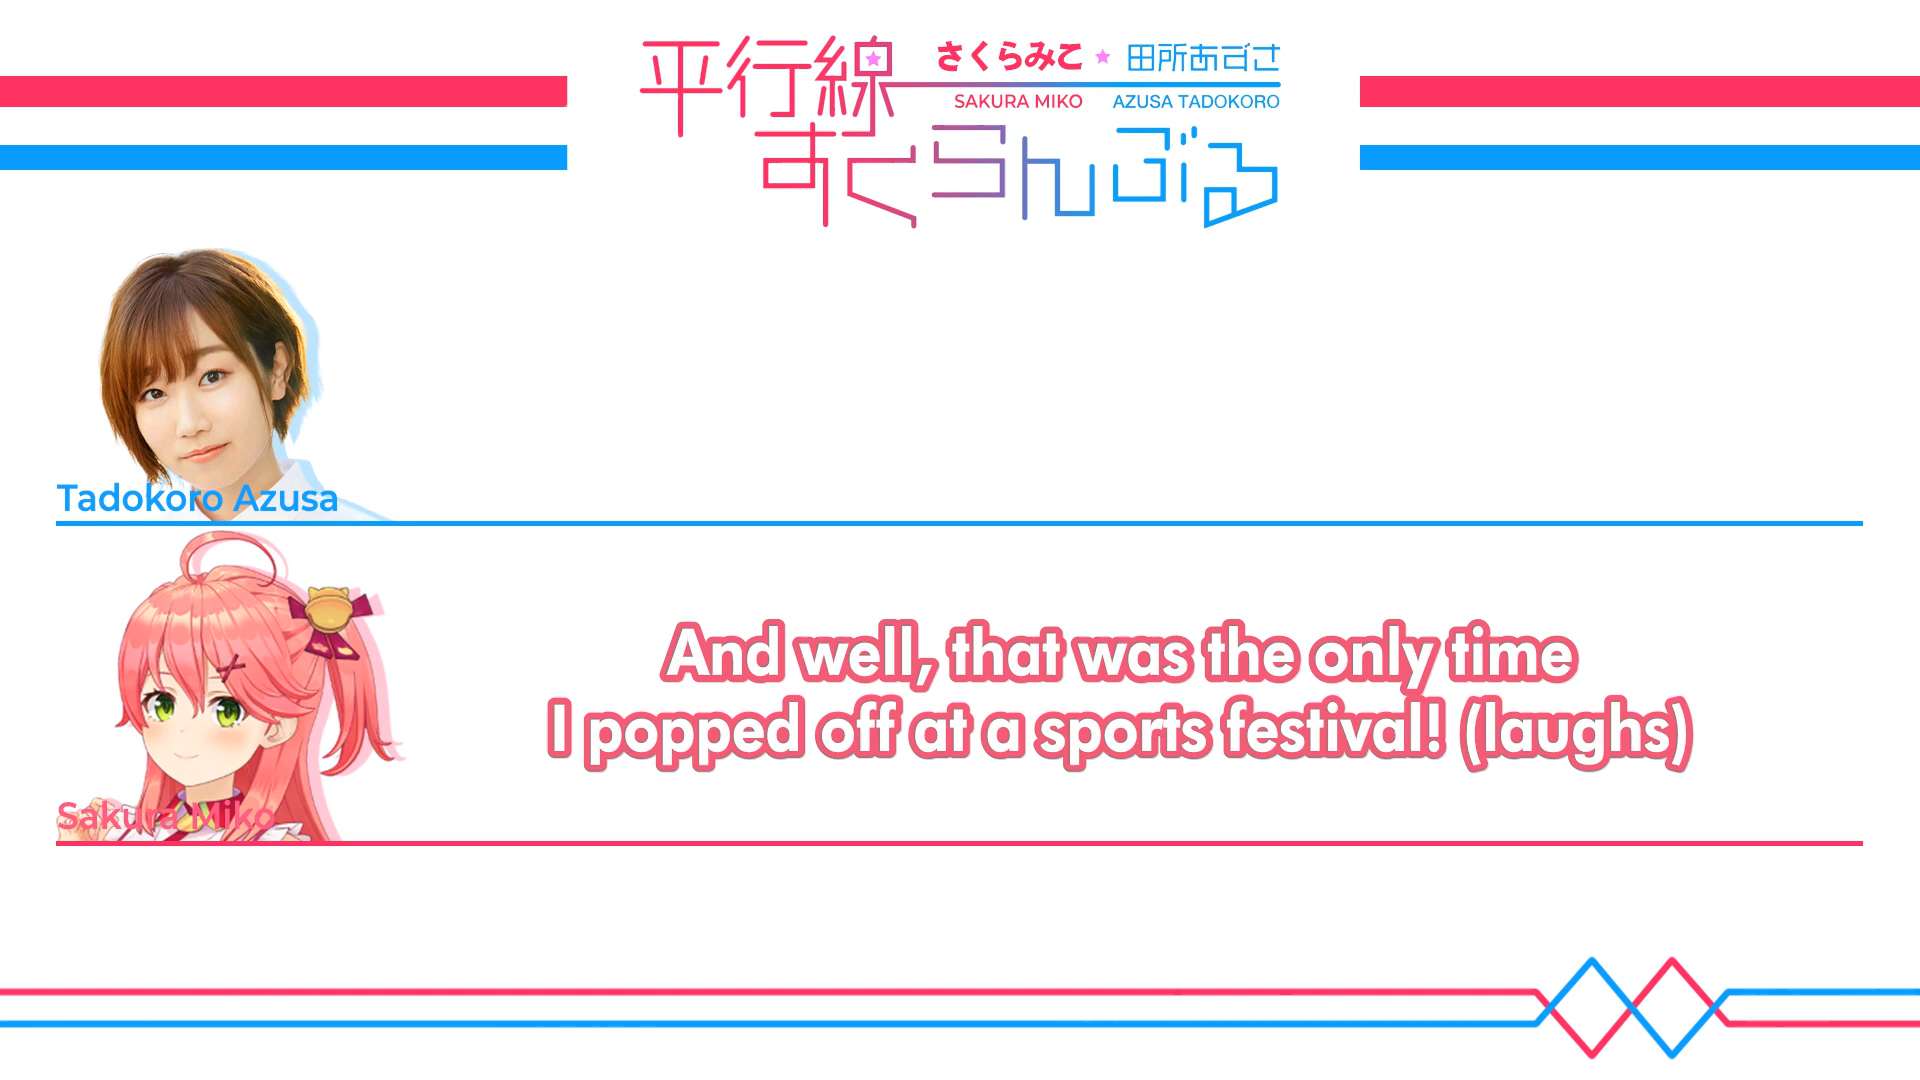 平行線
すくらんぶる
さくらみこ★田所あずさ
SAKURA MIKO AZUSA TADOKORO
Tadokoro Azusa
And well, that was the only time
I popped off at a sports festival! (laughs)
Sakura Miko